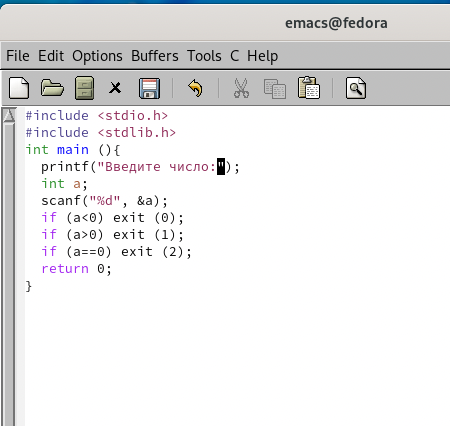 emacs@fedora
File Edit Options Buffers Tools C Help
#include <stdio.h>
#include <stdlib.h>
int main (){
  printf("Введите число:");
  int a;
  scanf("%d", &a);
  if (a<0) exit (0);
  if (a>0) exit (1);
  if (a==0) exit (2);
  return 0;
}